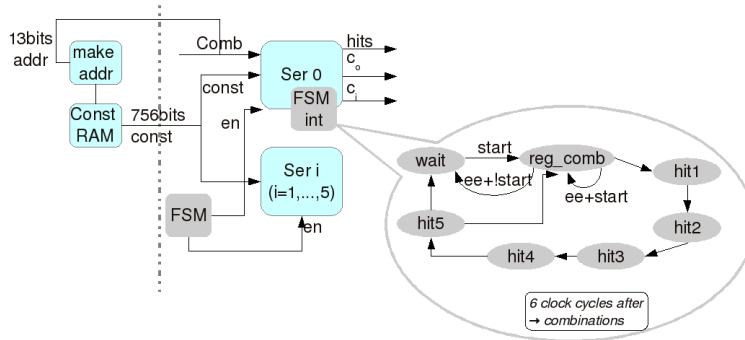 13bits
addr
make
addr
Const
RAM
756bits
const
Comb
const
en
Ser 0
FSM
int
hits
c_o
c_i
Ser i
(i=1,...,5)
FSM
en
wait
start
reg_comb
ee+!start
ee+start
hit1
hit2
hit3
hit4
hit5
6 clock cycles after
→ combinations